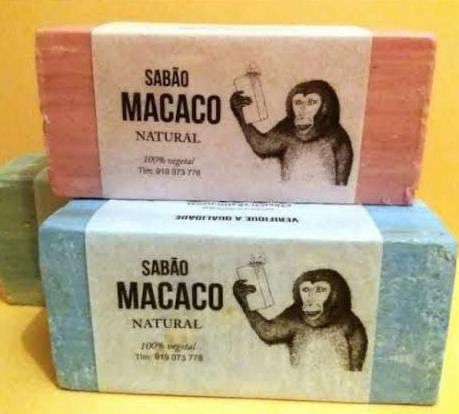 SABÃO
MACACO
NATURAL
100% vegetal
Tlm: 919 073 778
VERIFIQUE A QUALIDADE
SABÃO
MACACO
NATURAL
100% vegetal
Tlm: 919 073 778